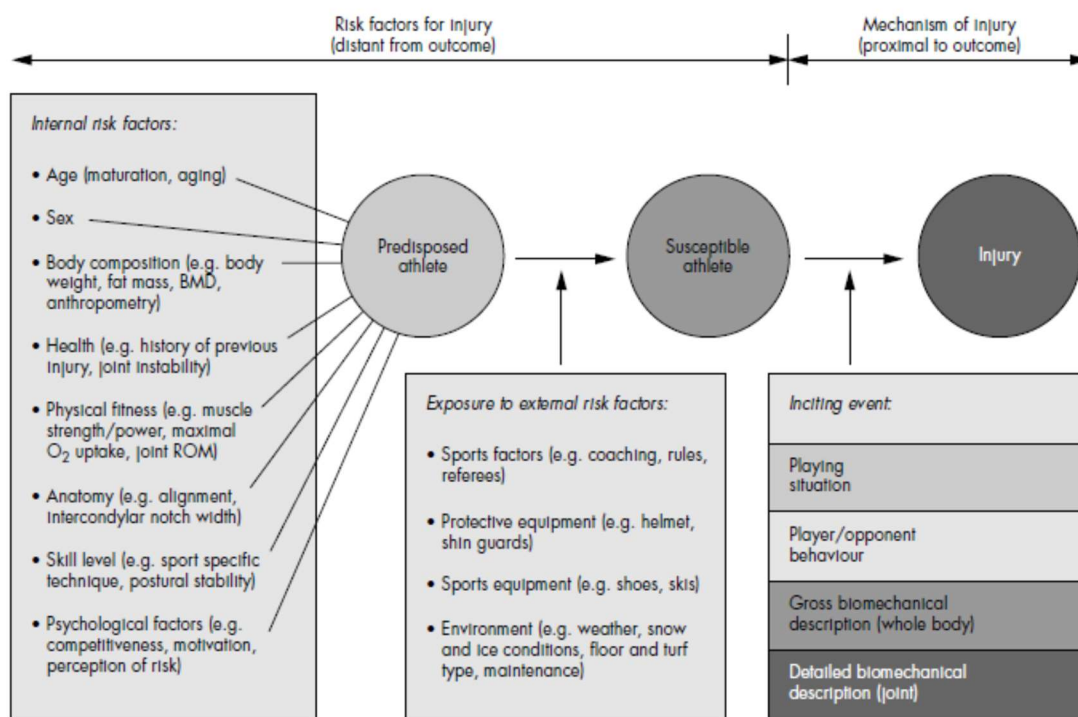 Risk factors for injury
(distant from outcome)
Mechanism of injury
(proximal to outcome)
Internal risk factors:
• Age (maturation, aging)
• Sex
• Body composition (e.g. body
weight, fat mass, BMD,
anthropometry)
• Health (e.g. history of previous
injury, joint instability)
• Physical fitness (e.g. muscle
strength/power, maximal
O2 uptake, joint ROM)
• Anatomy (e.g. alignment,
intercondylar notch width)
• Skill level (e.g. sport specific
technique, postural stability)
• Psychological factors (e.g.
competitiveness, motivation,
perception of risk)
Predisposed
athlete
Susceptible
athlete
Injury
Exposure to external risk factors:
• Sports factors (e.g. coaching, rules,
referees)
• Protective equipment (e.g. helmet,
shin guards)
• Sports equipment (e.g. shoes, skis)
• Environment (e.g. weather, snow
and ice conditions, floor and turf
type, maintenance)
Inciting event:
Playing
situation
Player/opponent
behaviour
Gross biomechanical
description (whole body)
Detailed biomechanical
description (joint)